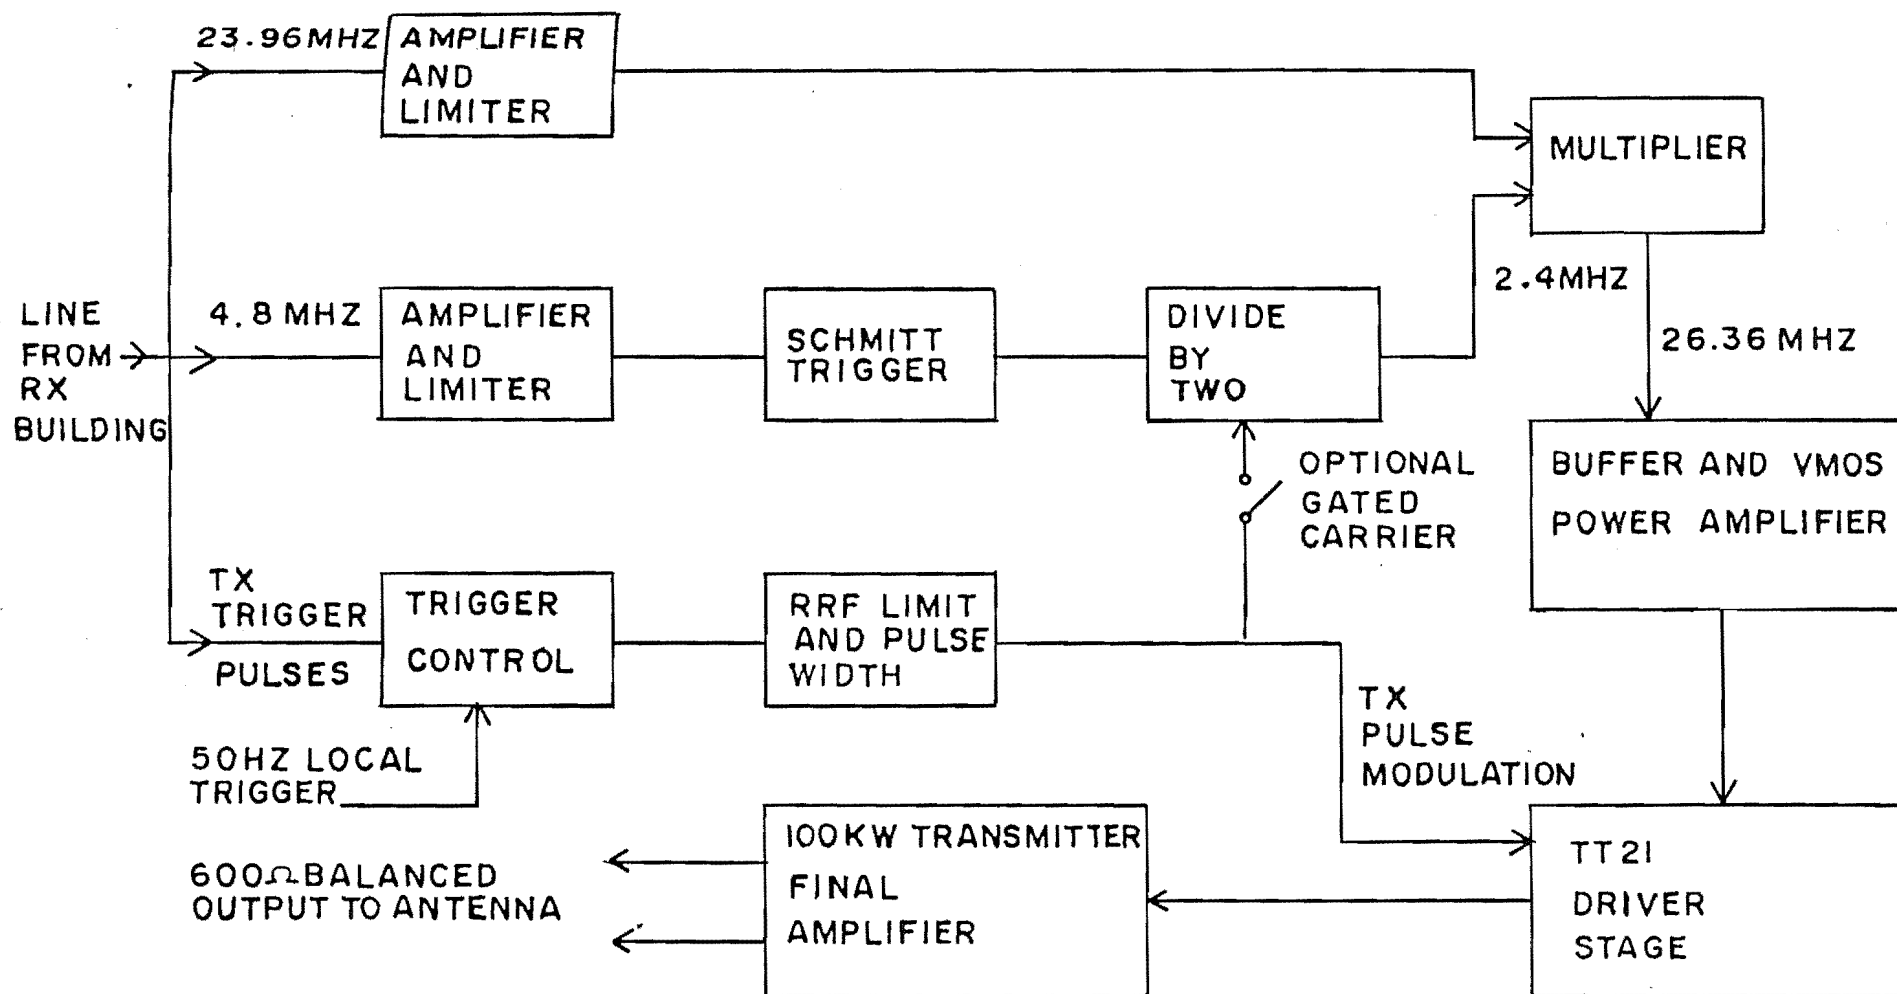 23.96MHZ
AMPLIFIER
AND
LIMITER
MULTIPLIER
LINE
FROM
RX
BUILDING
4.8 MHZ
AMPLIFIER
AND
LIMITER
SCHMITT
TRIGGER
DIVIDE
BY
TWO
2.4MHZ
26.36 MHZ
OPTIONAL
GATED
CARRIER
BUFFER AND VMOS
POWER AMPLIFIER
TX
TRIGGER
PULSES
TRIGGER
CONTROL
RRF LIMIT
AND PULSE
WIDTH
50HZ LOCAL
TRIGGER
TX
PULSE
MODULATION
600Ω BALANCED
OUTPUT TO ANTENNA
100KW TRANSMITTER
FINAL
AMPLIFIER
TT21
DRIVER
STAGE